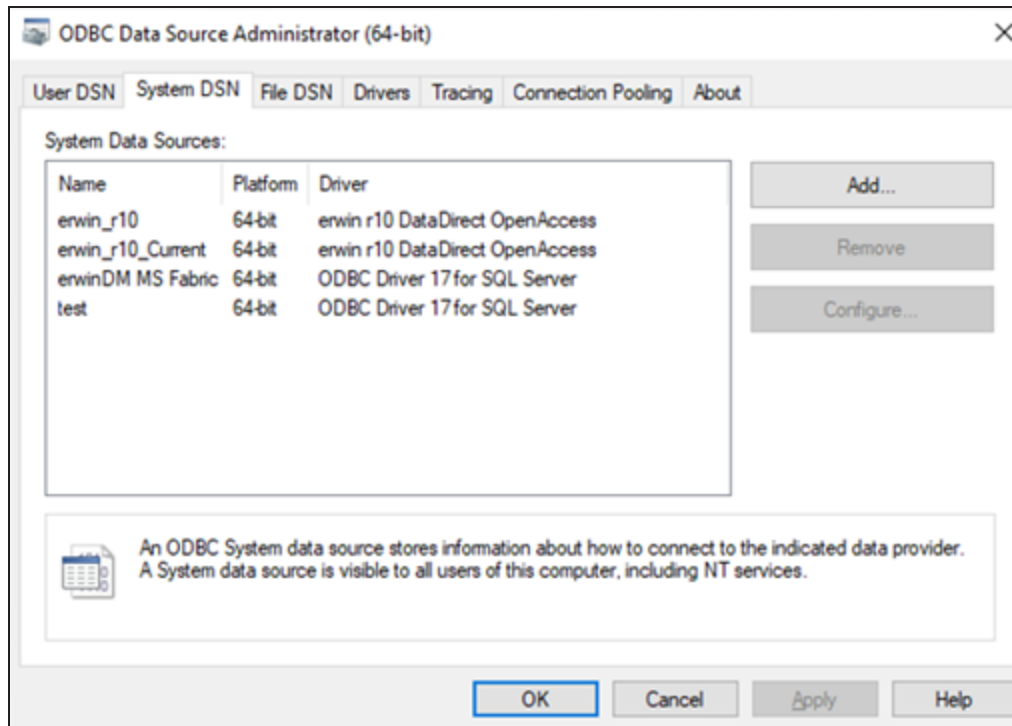 ODBC Data Source Administrator (64-bit)
User DSN System DSN File DSN Drivers Tracing Connection Pooling About
System Data Sources:
Name Platform Driver
erwin_r10 64-bit erwin r10 DataDirect OpenAccess
erwin_r10_Current 64-bit erwin r10 DataDirect OpenAccess
erwinDM MS Fabric 64-bit ODBC Driver 17 for SQL Server
test 64-bit ODBC Driver 17 for SQL Server
Add...
Remove
Configure...
An ODBC System data source stores information about how to connect to the indicated data provider.
A System data source is visible to all users of this computer, including NT services.
OK Cancel Apply Help